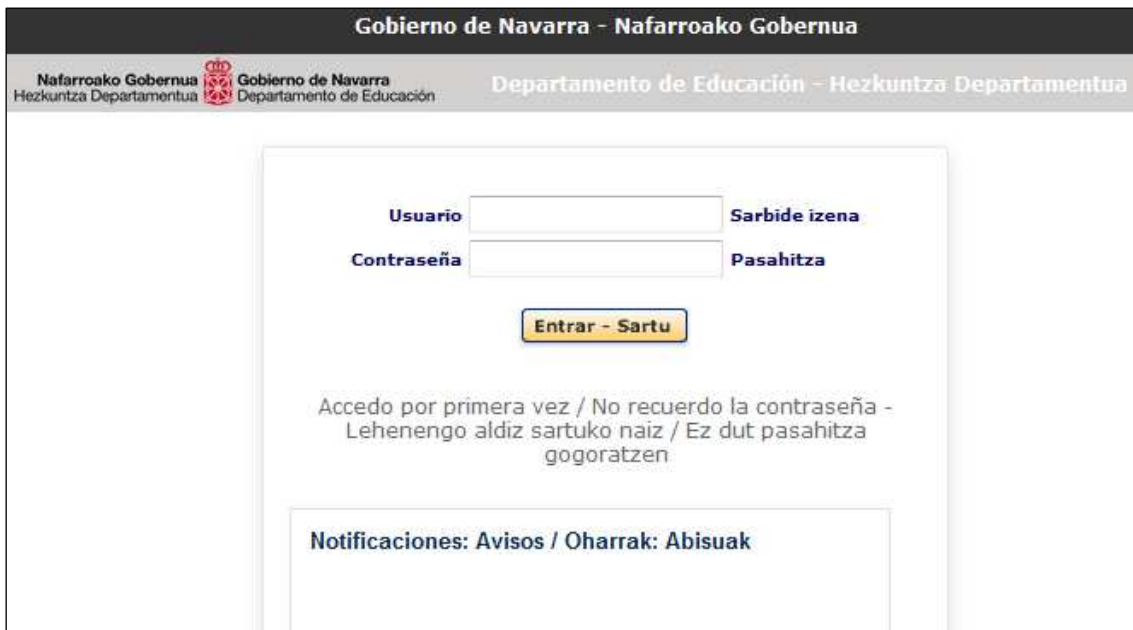 Gobierno de Navarra - Nafarroako Gobernua
Nafarroako Gobernua Gobierno de Navarra
Hezkuntza Departamentua Departamento de Educación
Departamento de Educación - Hezkuntza Departamentua
Usuario Sarbide izena
Contraseña Pasahitza
Entrar - Sartu
Accedo por primera vez / No recuerdo la contraseña -
Lehenengo aldiz sartuko naiz / Ez dut pasahitza
gogoratzen
Notificaciones: Avisos / Oharrak: Abisuak